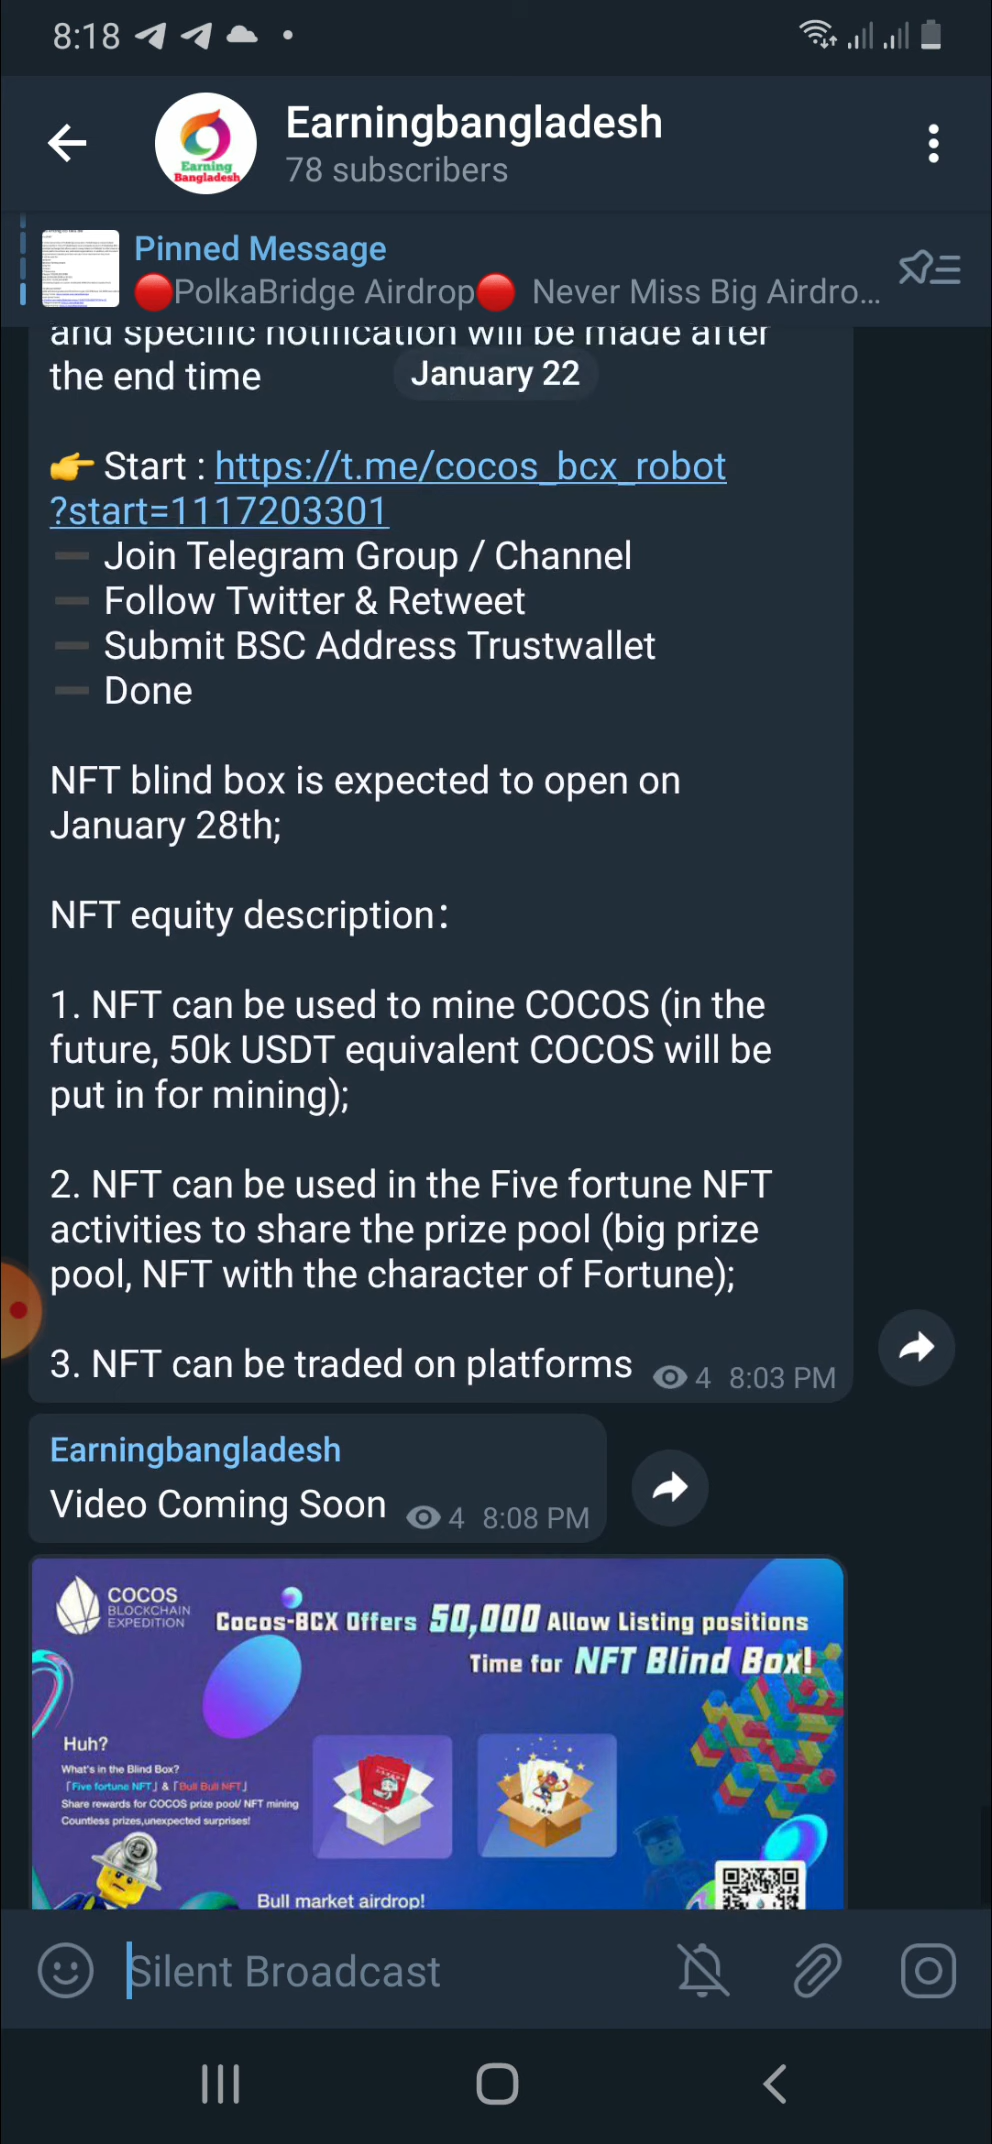 8:18
Earning
Bangladesh
Earningbangladesh
78 subscribers
Pinned Message
🔴PolkaBridge Airdrop🔴 Never Miss Big Airdro...
and specific notification will be made after
the end time
January 22
👉 Start : https://t.me/cocos_bcx_robot
?start=1117203301
➖ Join Telegram Group / Channel
➖ Follow Twitter & Retweet
➖ Submit BSC Address Trustwallet
➖ Done
NFT blind box is expected to open on
January 28th;
NFT equity description：
1. NFT can be used to mine COCOS (in the
future, 50k USDT equivalent COCOS will be
put in for mining);
2. NFT can be used in the Five fortune NFT
activities to share the prize pool (big prize
pool, NFT with the character of Fortune);
3. NFT can be traded on platforms
4 8:03 PM
Earningbangladesh
Video Coming Soon
4 8:08 PM
COCOS
BLOCKCHAIN
EXPEDITION
Cocos-BCX Offers 50,000 Allow Listing positions
Time for NFT Blind Box!
Huh?
What's in the Blind Box?
「Five fortune NFT」 & 「Bull Bull NFT」
Share rewards for COCOS prize pool/ NFT mining
Countless prizes,unexpected surprises!
Bull market airdrop!
Silent Broadcast